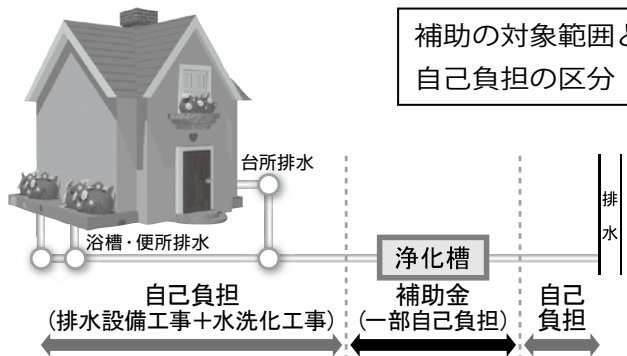 補助の対象範囲と
自己負担の区分
台所排水
浴槽・便所排水
排水
浄化槽
自己負担
(排水設備工事＋水洗化工事)
補助金
(一部自己負担)
自己
負担